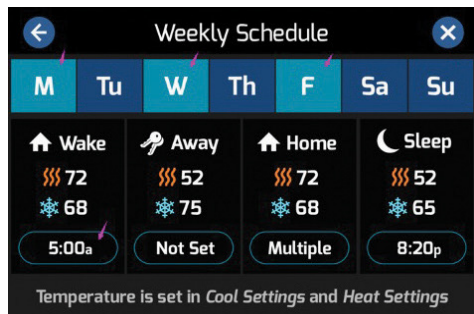 Weekly Schedule
M Tu W Th F Sa Su
Wake Away Home Sleep
72 52 72 52
68 75 68 65
5:00a Not Set Multiple 8:20p
Temperature is set in Cool Settings and Heat Settings